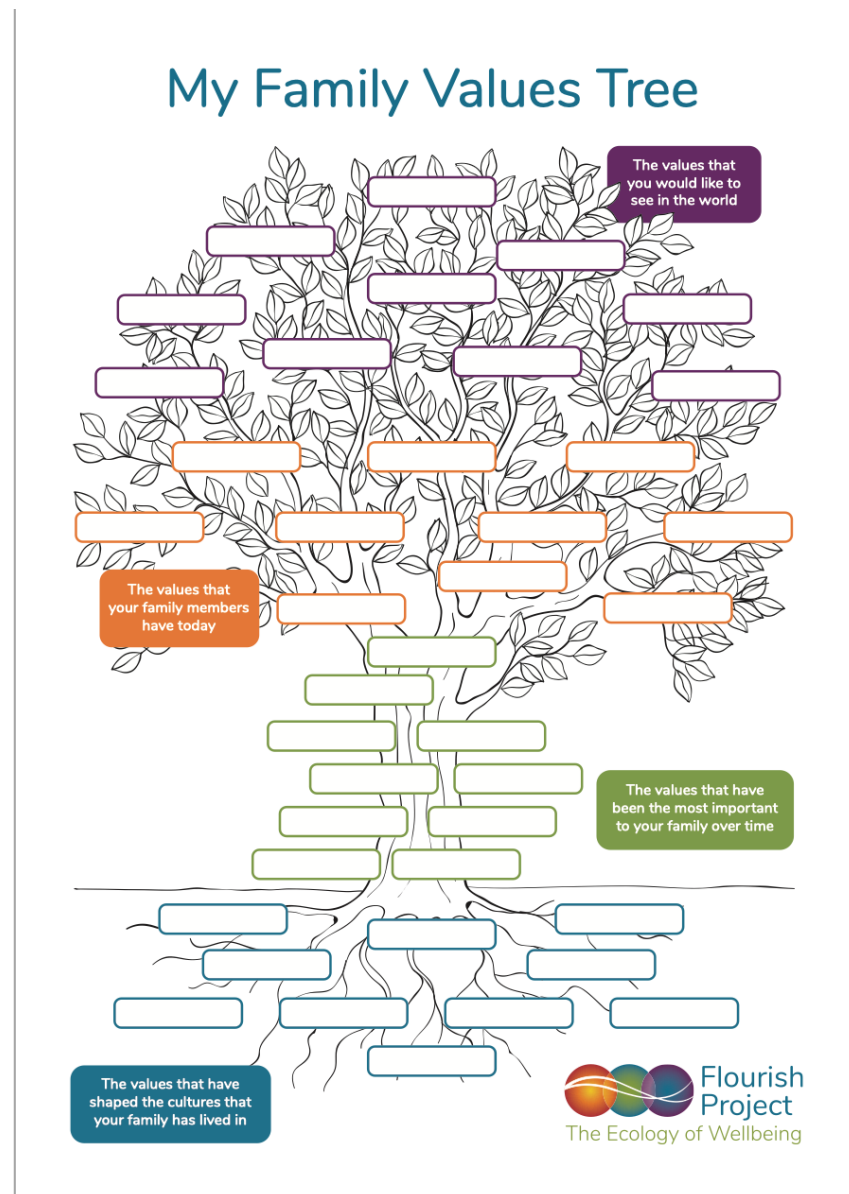 My Family Values Tree
The values that
you would like to
see in the world
The values that
your family members
have today
The values that have
been the most important
to your family over time
The values that have
shaped the cultures that
your family has lived in
Flourish
Project
The Ecology of Wellbeing